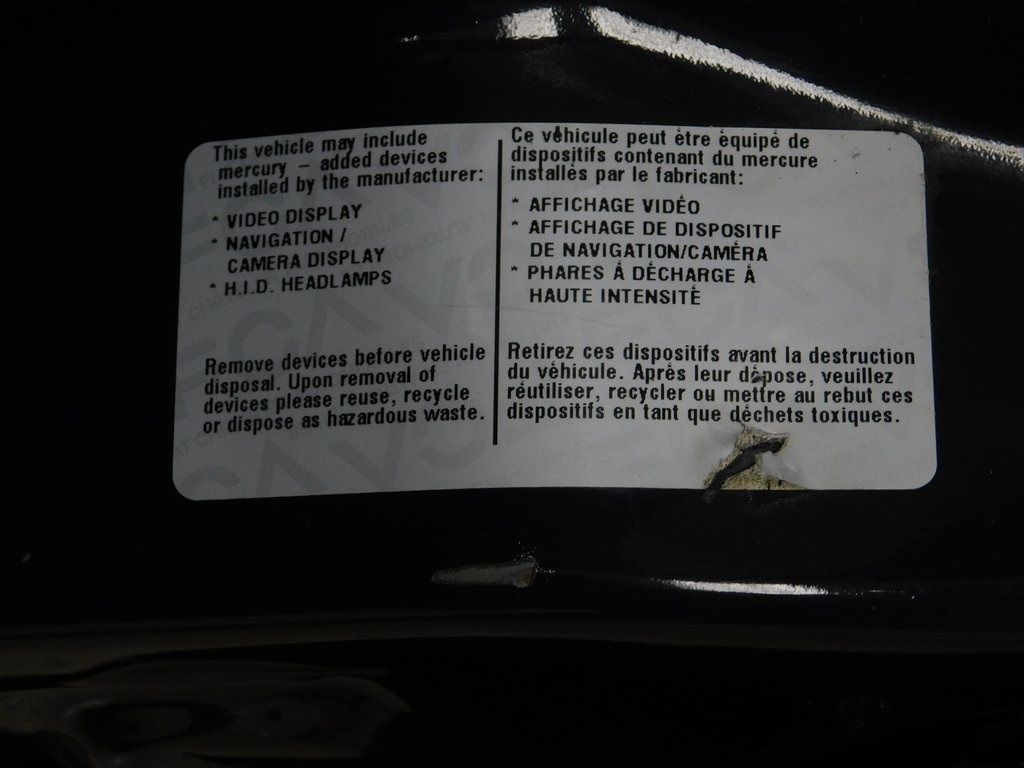 This vehicle may include
mercury – added devices
installed by the manufacturer:
* VIDEO DISPLAY
* NAVIGATION /
CAMERA DISPLAY
* H.I.D. HEADLAMPS
Remove devices before vehicle
disposal. Upon removal of
devices please reuse, recycle
or dispose as hazardous waste.
Ce véhicule peut étre équipé de
dispositifs contenant du mercure
installés par le fabricant:
* AFFICHAGE VIDÉO
* AFFICHAGE DE DISPOSITIF
DE NAVIGATION/CAMÉRA
* PHARES Á DÉCHARGE Á
HAUTE INTENSITÉ
Retirez ces dispositifs avant la destruction
du véhicule. Aprés leur dépose, veuillez
réutiliser, recycler ou mettre au rebut ces
dispositifs en tant que déchets toxiques.